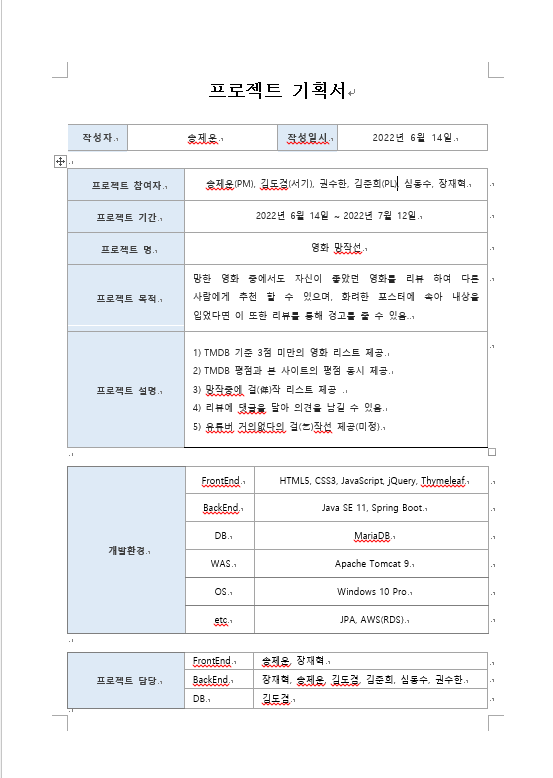 프로젝트 기획서
작성자 송제운 작성일시 2022년 6월 14일
프로젝트 참여자 송제운(PM), 김도겸(서기), 권수한, 김준희(PL), 심동수, 장재혁
프로젝트 기간 2022년 6월 14일 ~ 2022년 7월 12일
프로젝트 명 영화 망작선
프로젝트 목적 망한 영화 중에서도 자신이 좋았던 영화를 리뷰 하여 다른
사람에게 추천 할 수 있으며, 화려한 포스터에 속아 내상을
입었다면 이 또한 리뷰를 통해 경고를 줄 수 있음.
프로젝트 설명
1) TMDB 기준 3점 미만의 영화 리스트 제공
2) TMDB 평점과 본 사이트의 평점 동시 제공
3) 망작중에 걸(傑)작 리스트 제공
4) 리뷰에 댓글을 달아 의견을 남길 수 있음
5) 유튜버 거의없다의 걸(乞)작선 제공(미정)
개발환경
FrontEnd HTML5, CSS3, JavaScript, jQuery, Thymeleaf
BackEnd Java SE 11, Spring Boot
DB MariaDB
WAS Apache Tomcat 9
OS Windows 10 Pro
etc JPA, AWS(RDS)
프로젝트 담당
FrontEnd 송제운, 장재혁
BackEnd 장재혁, 송제운, 김도겸, 김준희, 심동수, 권수한
DB 김도겸